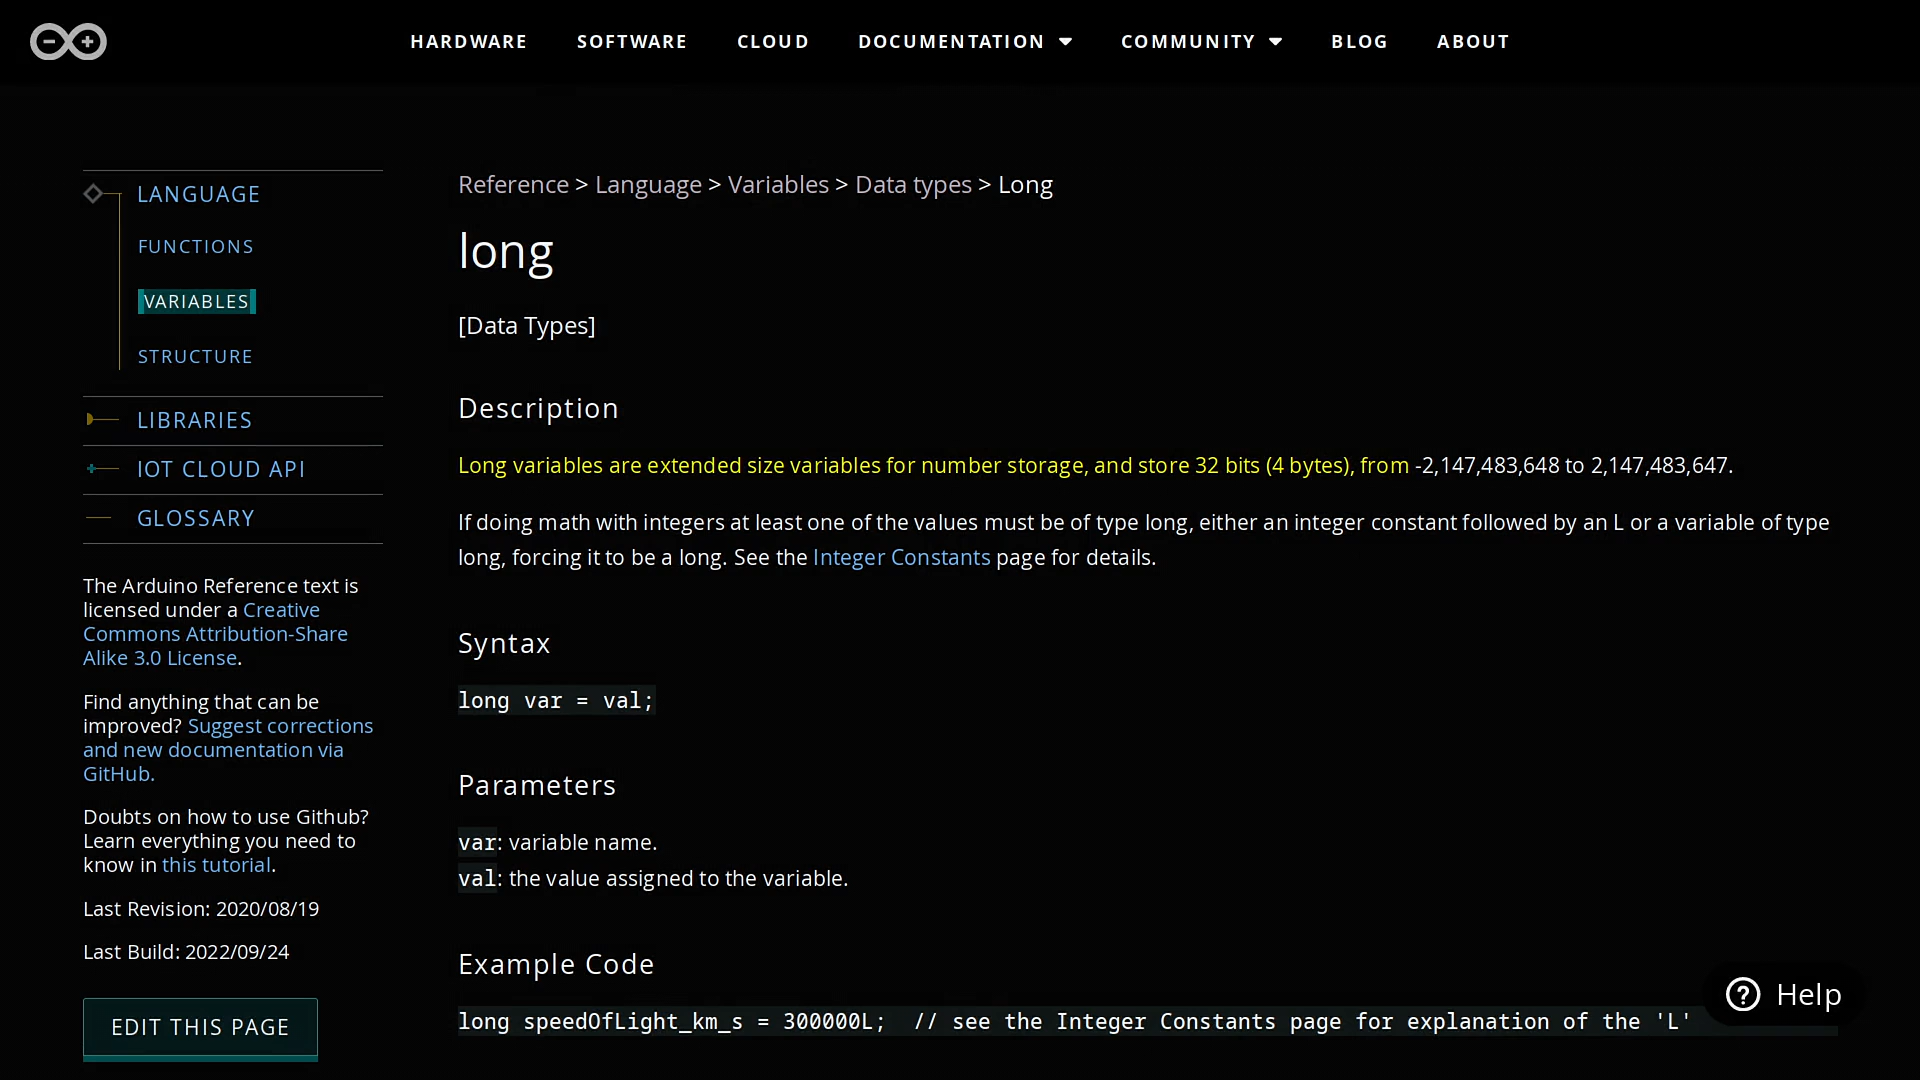 HARDWARE SOFTWARE CLOUD DOCUMENTATION COMMUNITY BLOG ABOUT
LANGUAGE
FUNCTIONS
VARIABLES
STRUCTURE
LIBRARIES
IOT CLOUD API
GLOSSARY
The Arduino Reference text is
licensed under a Creative
Commons Attribution-Share
Alike 3.0 License.
Find anything that can be
improved? Suggest corrections
and new documentation via
GitHub.
Doubts on how to use Github?
Learn everything you need to
know in this tutorial.
Last Revision: 2020/08/19
Last Build: 2022/09/24
EDIT THIS PAGE
Reference > Language > Variables > Data types > Long
long
[Data Types]
Description
Long variables are extended size variables for number storage, and store 32 bits (4 bytes), from -2,147,483,648 to 2,147,483,647.
If doing math with integers at least one of the values must be of type long, either an integer constant followed by an L or a variable of type
long, forcing it to be a long. See the Integer Constants page for details.
Syntax
long var = val;
Parameters
var: variable name.
val: the value assigned to the variable.
Example Code
long speedOfLight_km_s = 300000L;  // see the Integer Constants page for explanation of the 'L'
Help